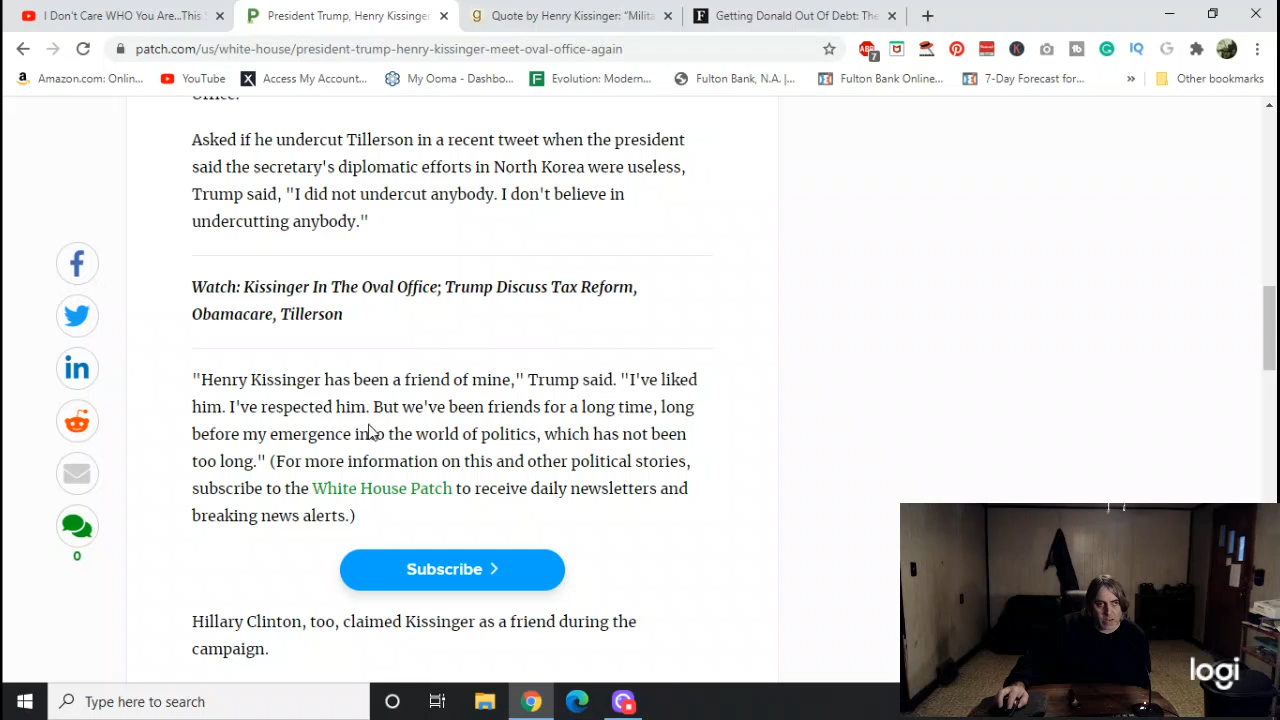 I Don't Care WHO You Are...This S
President Trump, Henry Kissinger
Quote by Henry Kissinger: "Milita
Getting Donald Out Of Debt: The
patch.com/us/white-house/president-trump-henry-kissinger-meet-oval-office-again
7
Amazon.com: Onlin...
YouTube
Access My Account...
My Ooma - Dashbo...
Evolution: Modern...
Fulton Bank, N.A. |...
Fulton Bank Online...
7-Day Forecast for...
»
Other bookmarks
Office.
Asked if he undercut Tillerson in a recent tweet when the president
said the secretary's diplomatic efforts in North Korea were useless,
Trump said, "I did not undercut anybody. I don't believe in
undercutting anybody."
Watch: Kissinger In The Oval Office; Trump Discuss Tax Reform,
Obamacare, Tillerson
"Henry Kissinger has been a friend of mine," Trump said. "I've liked
him. I've respected him. But we've been friends for a long time, long
before my emergence into the world of politics, which has not been
too long." (For more information on this and other political stories,
subscribe to the White House Patch to receive daily newsletters and
breaking news alerts.)
Subscribe
0
Hillary Clinton, too, claimed Kissinger as a friend during the
campaign.
logi
Type here to search